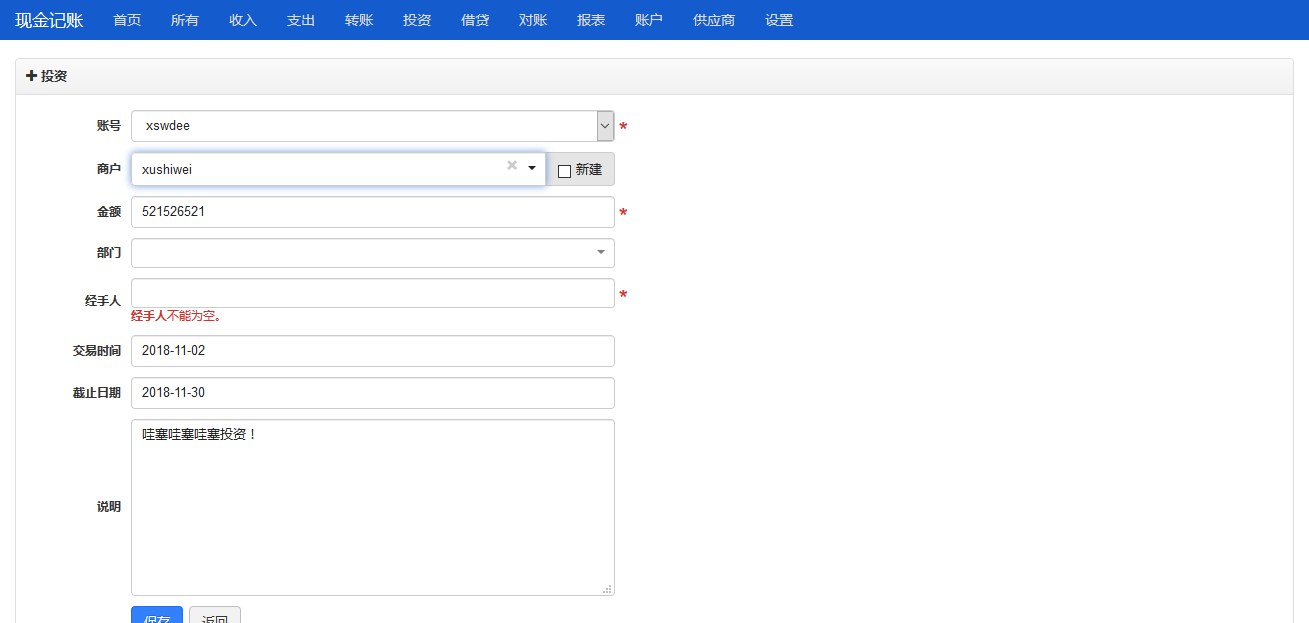 现金记账 首页 所有 收入 支出 转账 投资 借贷 对账 报表 账户 供应商 设置
投资
账号 xswdee *
商户 xushiwei 新建
金额 521526521 *
部门
经手人 *
经手人不能为空。
交易时间 2018-11-02
截止日期 2018-11-30
哇塞哇塞哇塞投资！
说明
保存 返回